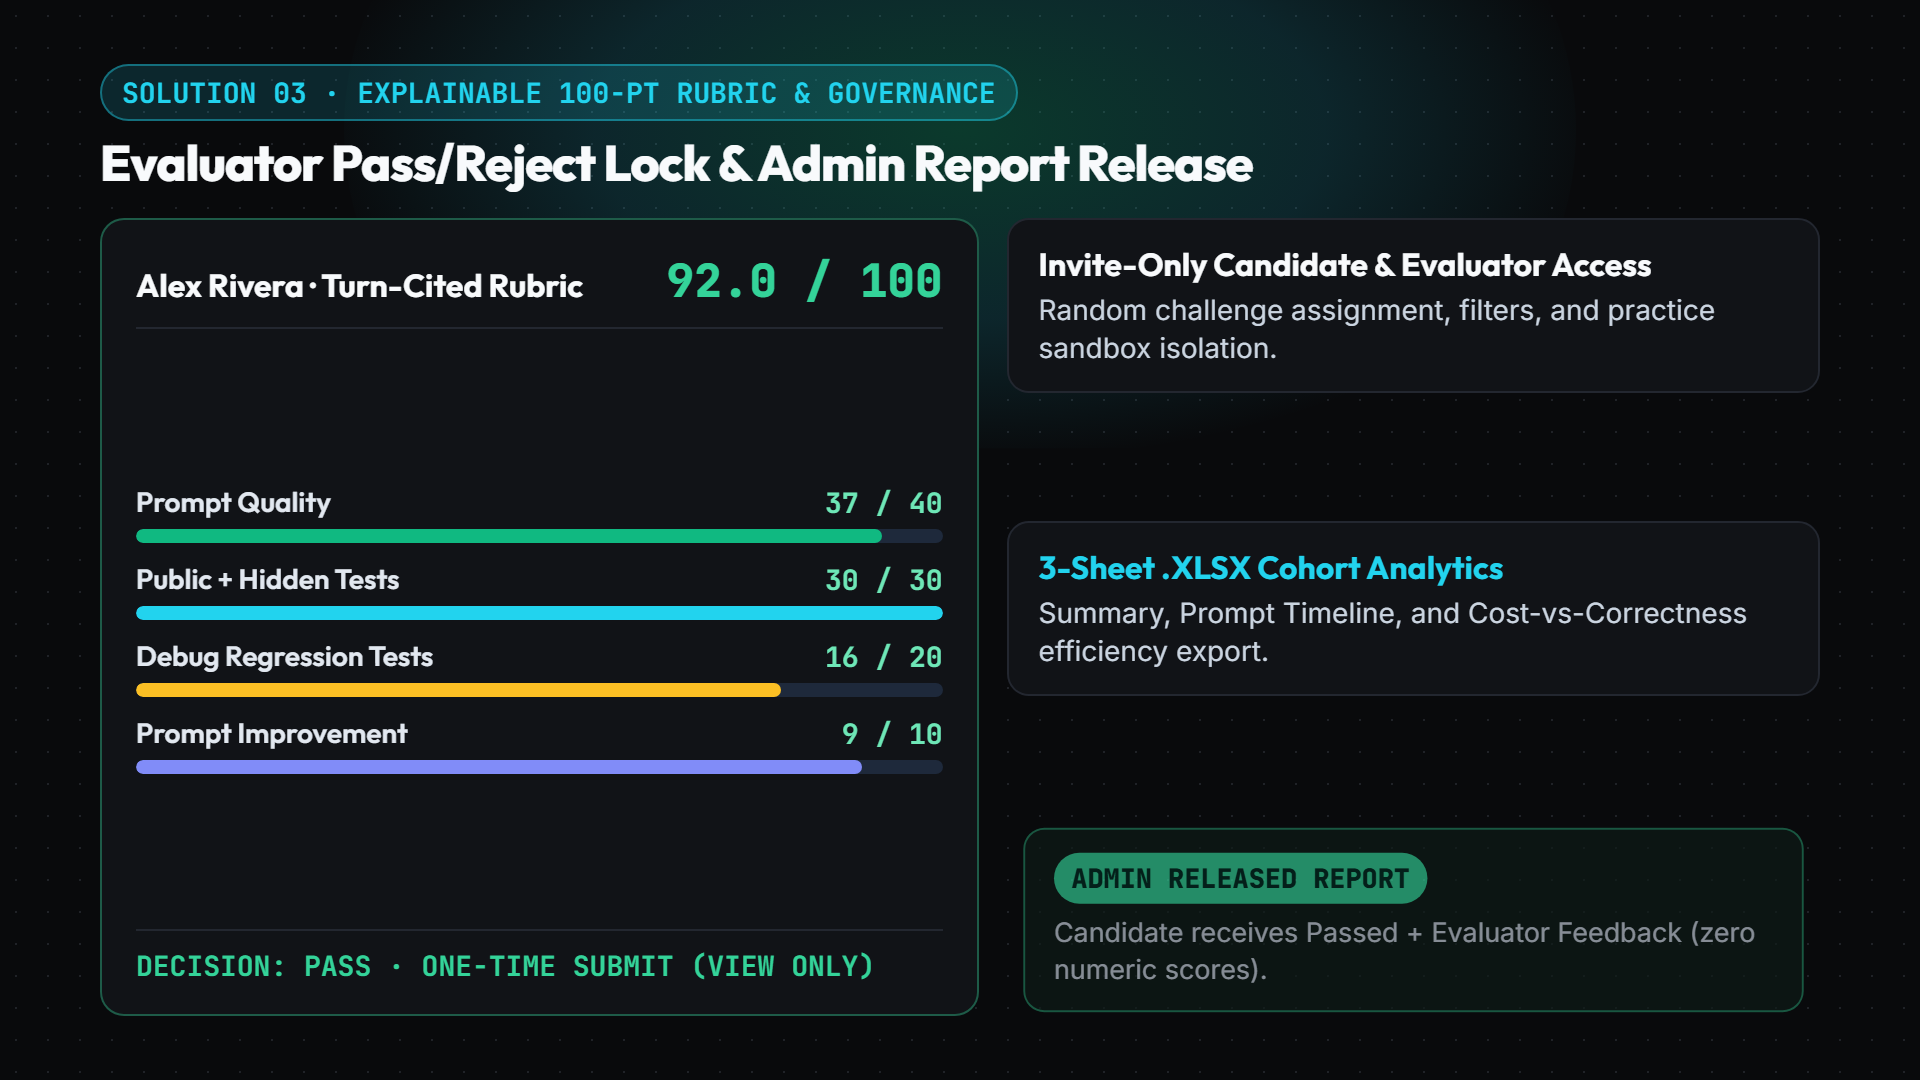 SOLUTION 03 · EXPLAINABLE 100-PT RUBRIC & GOVERNANCE
Evaluator Pass/Reject Lock & Admin Report Release
Alex Rivera · Turn-Cited Rubric
92.0 / 100
Prompt Quality
37 / 40
Public + Hidden Tests
30 / 30
Debug Regression Tests
16 / 20
Prompt Improvement
9 / 10
DECISION: PASS · ONE-TIME SUBMIT (VIEW ONLY)
Invite-Only Candidate & Evaluator Access
Random challenge assignment, filters, and practice
sandbox isolation.
3-Sheet .XLSX Cohort Analytics
Summary, Prompt Timeline, and Cost-vs-Correctness
efficiency export.
ADMIN RELEASED REPORT
Candidate receives Passed + Evaluator Feedback (zero
numeric scores).